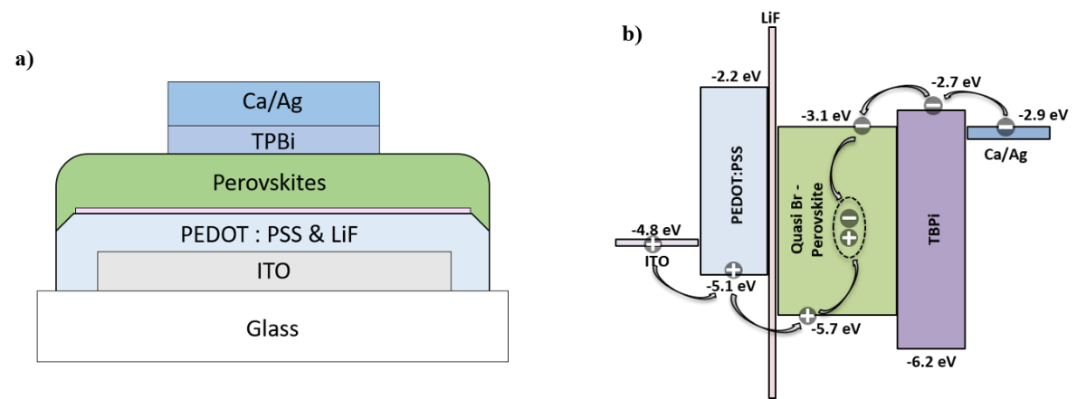 a)
Ca/Ag
TPBi
Perovskites
PEDOT : PSS & LiF
ITO
Glass
b)
LiF
-2.2 eV
-2.7 eV
-3.1 eV
-2.9 eV
Ca/Ag
PEDOT:PSS
Quasi Br -
Perovskite
TBPi
-4.8 eV
ITO
-5.1 eV
-5.7 eV
-6.2 eV